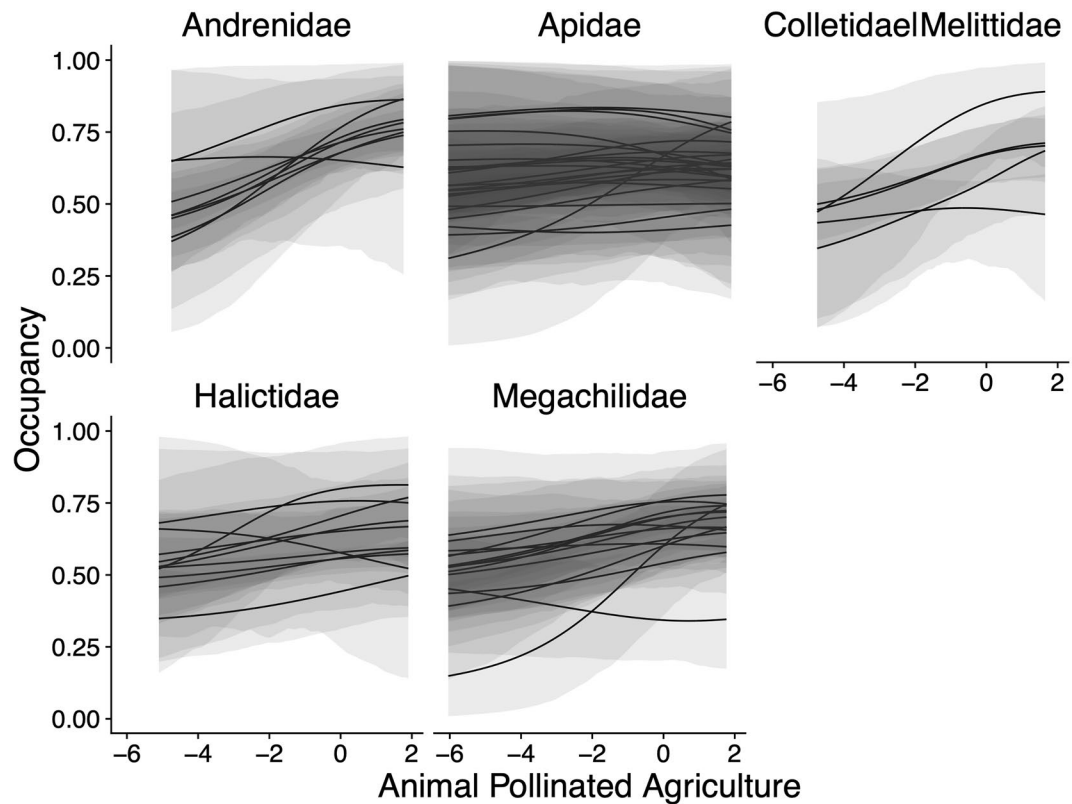 Andrenidae Apidae ColletidaelMelittidae
1.00
0.75
0.50
0.25
0.00
−6 −4 −2 0 2
Occupancy
Halictidae Megachilidae
1.00
0.75
0.50
0.25
0.00
−6 −4 −2 0 2 −6 −4 −2 0 2
Animal Pollinated Agriculture